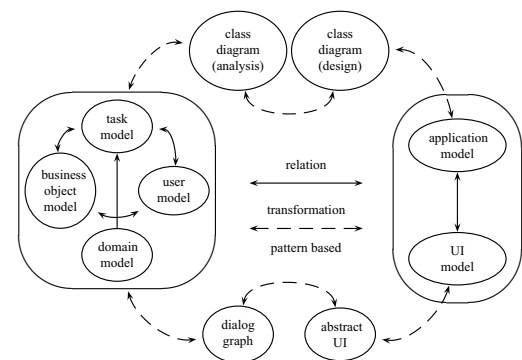 class
diagram
(analysis)
class
diagram
(design)
task
model
business
object
model
user
model
domain
model
relation
transformation
pattern based
application
model
UI
model
dialog
graph
abstract
UI